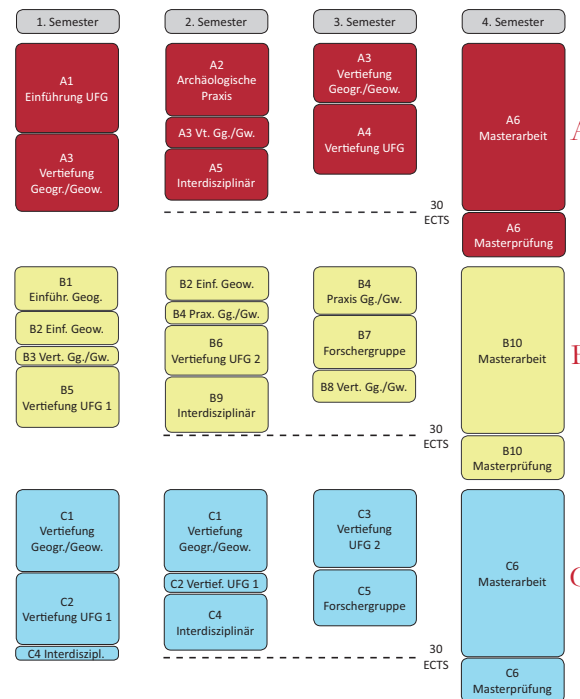 1. Semester
2. Semester
3. Semester
4. Semester
A1
Einführung UFG
A3
Vertiefung
Geogr./Geow.
A2
Archäologische
Praxis
A3 Vt. Gg./Gw.
A5
Interdisziplinär
A3
Vertiefung
Geogr./Geow.
A4
Vertiefung UFG
A6
Masterarbeit
A6
Masterprüfung
30
ECTS
A
B1
Einführ. Geog.
B2 Einf. Geow.
B3 Vert. Gg./Gw.
B5
Vertiefung UFG 1
B2 Einf. Geow.
B4 Prax. Gg./Gw.
B6
Vertiefung UFG 2
B9
Interdisziplinär
B4
Praxis Gg./Gw.
B7
Forschergruppe
B8 Vert. Gg./Gw.
B10
Masterarbeit
B10
Masterprüfung
30
ECTS
B
C1
Vertiefung
Geogr./Geow.
C2
Vertiefung UFG 1
C4 Interdiszipl.
C1
Vertiefung
Geogr./Geow.
C2 Vertief. UFG 1
C4
Interdisziplinär
C3
Vertiefung
UFG 2
C5
Forschergruppe
C6
Masterarbeit
C6
Masterprüfung
30
ECTS
C